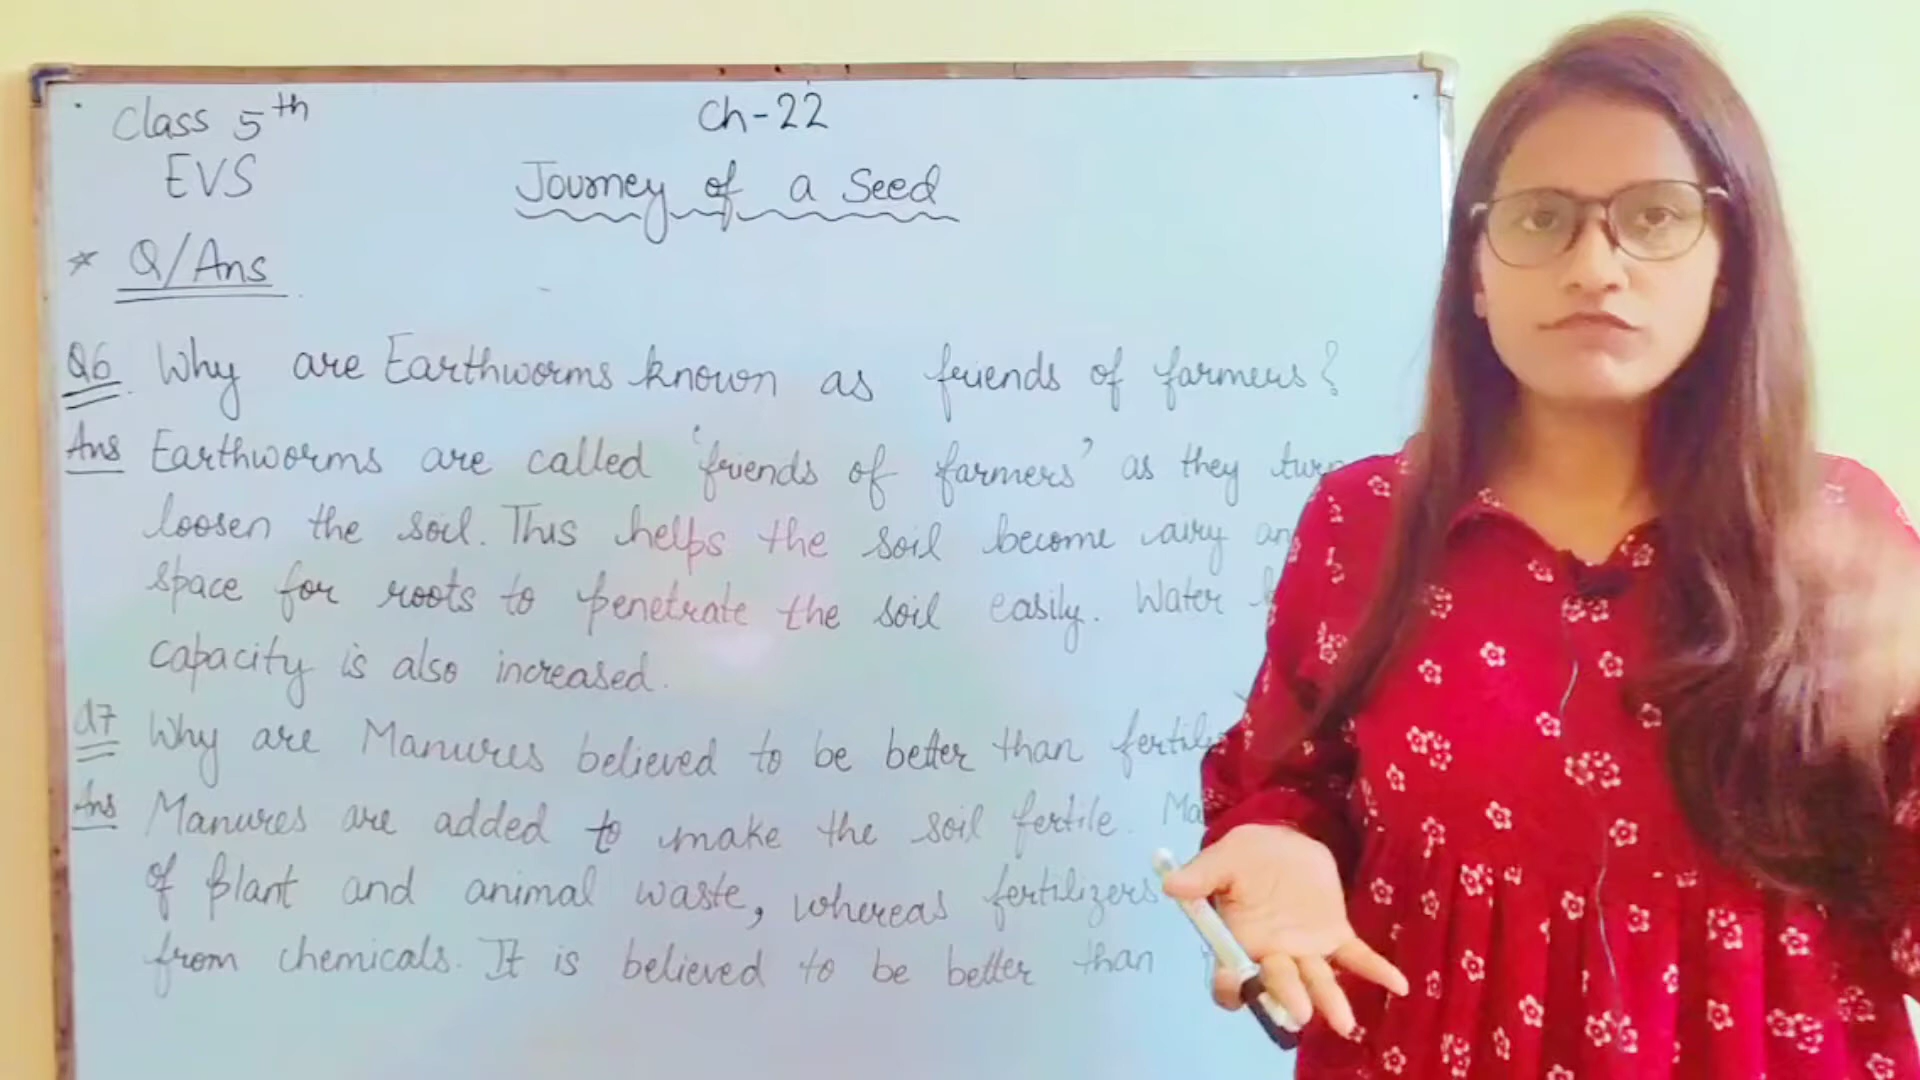 Class 5th
Ch-22
EVS
Journey of a Seed
* Q/Ans
Q6. Why are Earthworms known as friends of farmers?
Ans Earthworms are called 'friends of farmers' as they
loosen the soil. This helps the soil become airy
space for roots to penetrate the soil easily. Water
capacity is also increased.
Q7 Why are Manures believed to be better than
Ans Manures are added to make the soil fertile.
of plant and animal waste, whereas fertilizers
from chemicals. It is believed to be better than